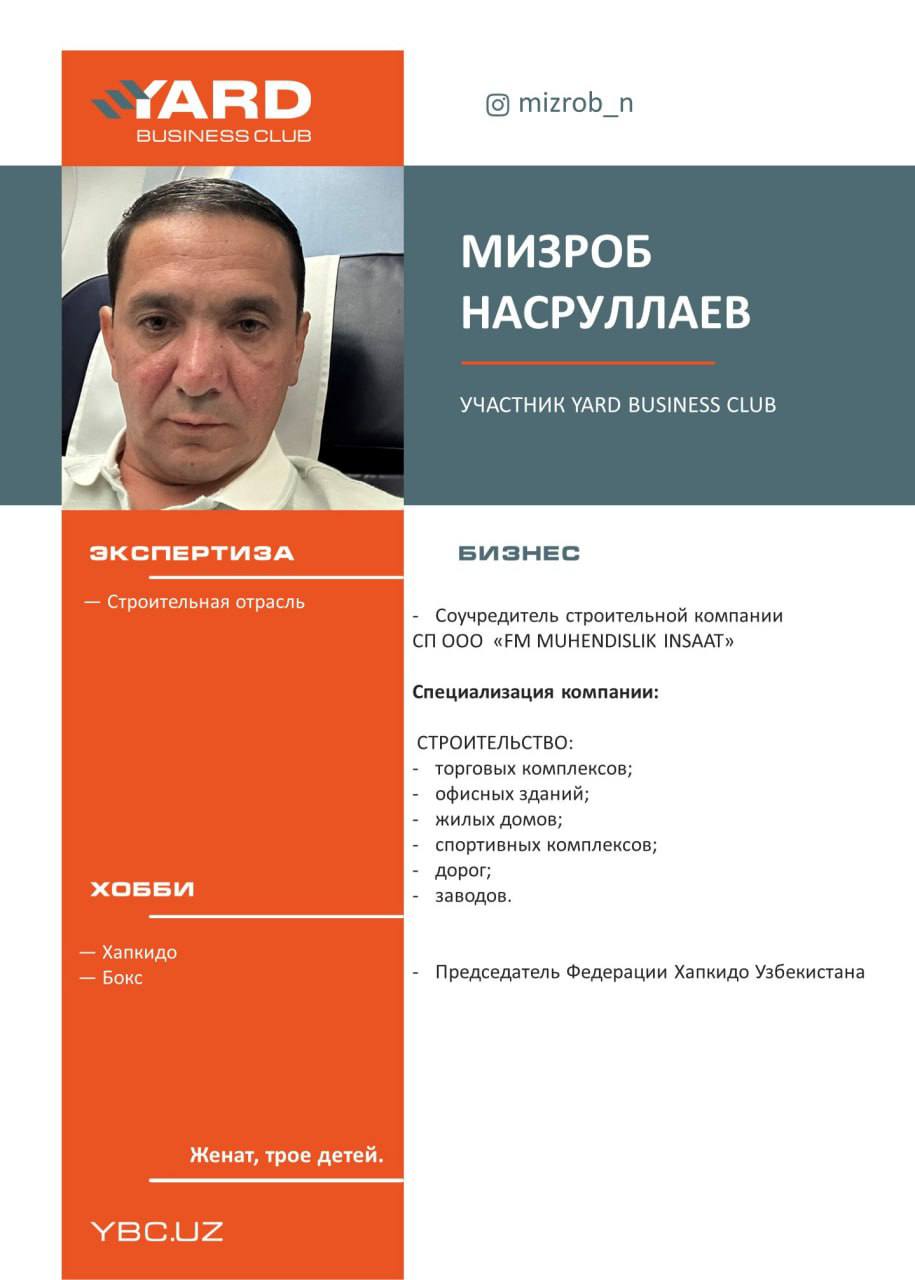 YARD
BUSINESS CLUB
mizrob_n
МИЗРОБ
НАСРУЛЛАЕВ
УЧАСТНИК YARD BUSINESS CLUB
ЭКСПЕРТИЗА
— Строительная отрасль
ХОББИ
— Хапкидо
— Бокс
Женат, трое детей.
YBC.UZ
БИЗНЕС
- Соучредитель строительной компании
СП ООО «FM MUHENDISLIK INSAAT»
Специализация компании:
СТРОИТЕЛЬСТВО:
- торговых комплексов;
- офисных зданий;
- жилых домов;
- спортивных комплексов;
- дорог;
- заводов.
- Председатель Федерации Хапкидо Узбекистана